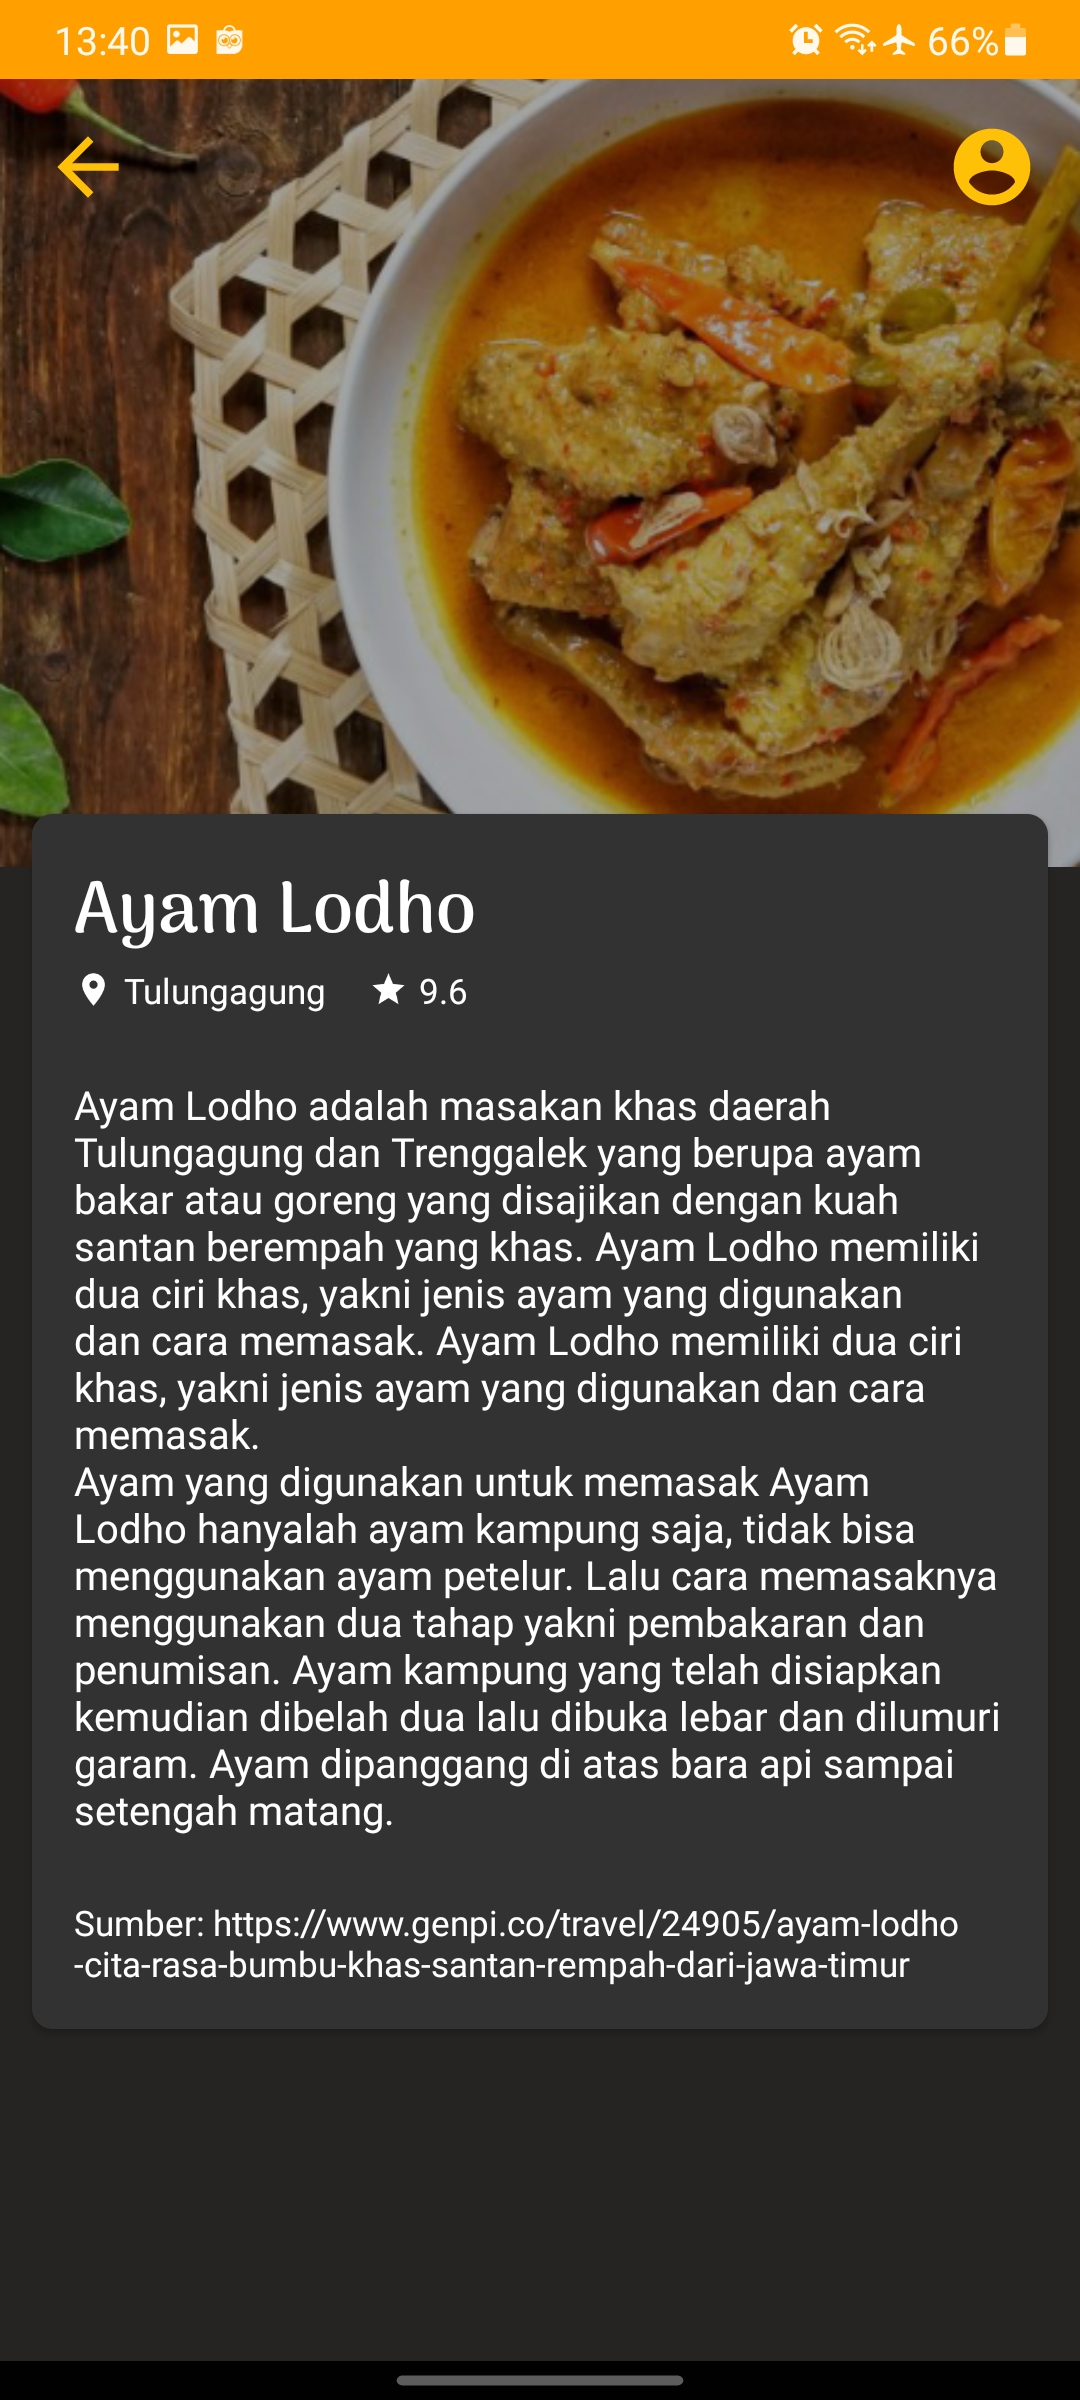 13:40
66%
Ayam Lodho
Tulungagung 9.6
Ayam Lodho adalah masakan khas daerah
Tulungagung dan Trenggalek yang berupa ayam
bakar atau goreng yang disajikan dengan kuah
santan berempah yang khas. Ayam Lodho memiliki
dua ciri khas, yakni jenis ayam yang digunakan
dan cara memasak. Ayam Lodho memiliki dua ciri
khas, yakni jenis ayam yang digunakan dan cara
memasak.
Ayam yang digunakan untuk memasak Ayam
Lodho hanyalah ayam kampung saja, tidak bisa
menggunakan ayam petelur. Lalu cara memasaknya
menggunakan dua tahap yakni pembakaran dan
penumisan. Ayam kampung yang telah disiapkan
kemudian dibelah dua lalu dibuka lebar dan dilumuri
garam. Ayam dipanggang di atas bara api sampai
setengah matang.
Sumber: https://www.genpi.co/travel/24905/ayam-lodho
-cita-rasa-bumbu-khas-santan-rempah-dari-jawa-timur